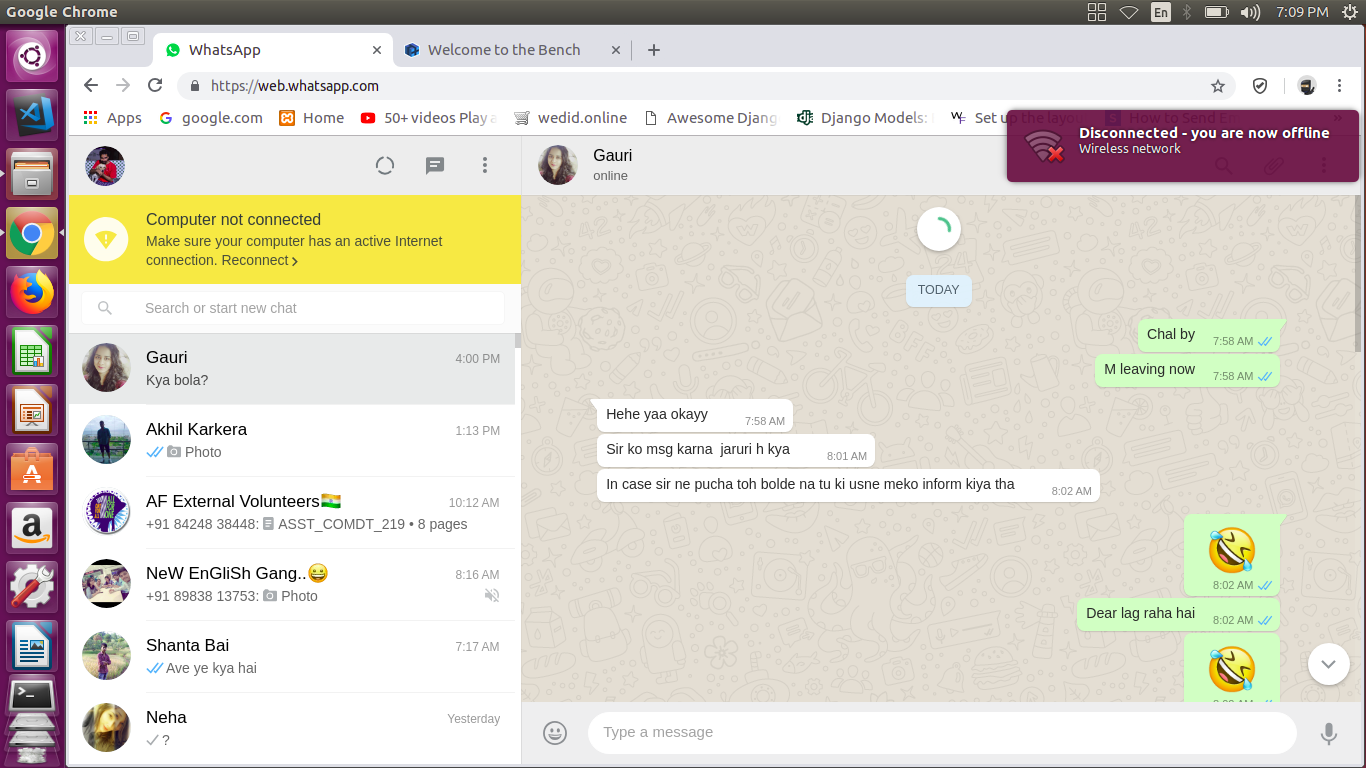 Google Chrome
En
7:09 PM
WhatsApp
Welcome to the Bench
https://web.whatsapp.com
Apps
google.com
Home
50+ videos Play a
wedid.online
Awesome Djang
Django Models:
Set up the layou
How to Send E
Disconnected - you are now offline
Wireless network
Computer not connected
Make sure your computer has an active Internet
connection. Reconnect
Search or start new chat
Gauri
4:00 PM
Kya bola?
Akhil Karkera
1:13 PM
Photo
AF External Volunteers🇮🇳
10:12 AM
+91 84248 38448: ASST_COMDT_219 • 8 pages
NeW EnGliSh Gang..😀
8:16 AM
+91 89838 13753: Photo
Shanta Bai
7:17 AM
Ave ye kya hai
Neha
Yesterday
?
Gauri
online
TODAY
Chal by
7:58 AM
M leaving now
7:58 AM
Hehe yaa okayy
7:58 AM
Sir ko msg karna  jaruri h kya
8:01 AM
In case sir ne pucha toh bolde na tu ki usne meko inform kiya tha
8:02 AM
🤣
8:02 AM
Dear lag raha hai
8:02 AM
🤣
Type a message